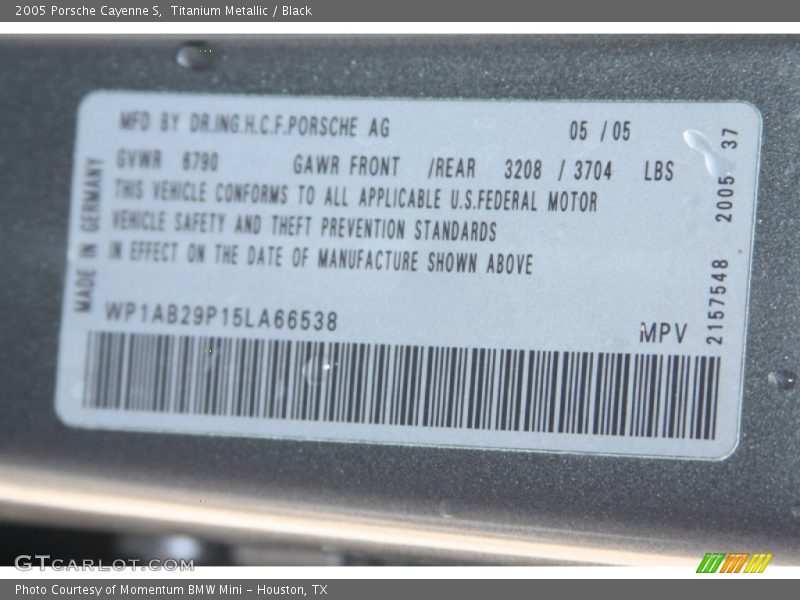 2005 Porsche Cayenne S,  Titanium Metallic / Black
MFD BY DR.ING.H.C.F.PORSCHE AG 05 / 05
GVWR 6790 GAWR FRONT /REAR 3208 / 3704 LBS
THIS VEHICLE CONFORMS TO ALL APPLICABLE U.S.FEDERAL MOTOR
VEHICLE SAFETY AND THEFT PREVENTION STANDARDS
IN EFFECT ON THE DATE OF MANUFACTURE SHOWN ABOVE
WP1AB29P15LA66538
MPV
MADE IN GERMANY
2157548 2005 37
GTCARLOT.COM
Photo Courtesy of Momentum BMW Mini - Houston, TX